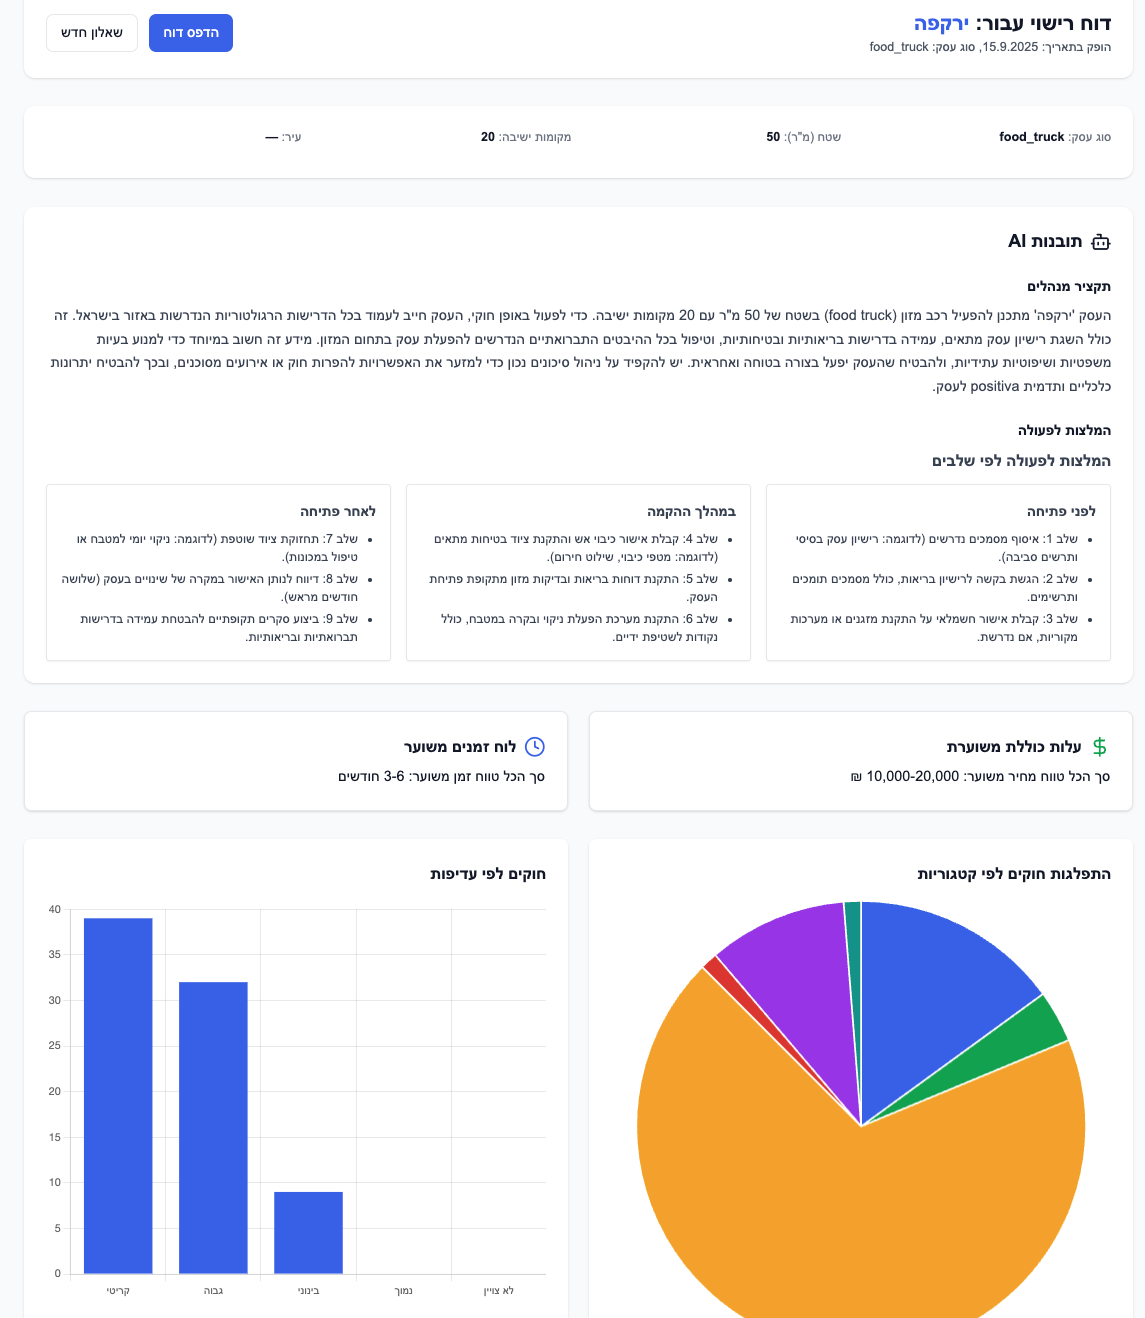 דוח רישוי עבור: ירקפה
הופק בתאריך: 15.9.2025, סוג עסק: food_truck
הדפס דוח
שאלון חדש
סוג עסק: food_truck
שטח (מ"ר): 50
מקומות ישיבה: 20
עיר: —
תובנות AI
תקציר מנהלים
העסק 'ירקפה' מתכנן להפעיל רכב מזון (food truck) בשטח של 50 מ"ר עם 20 מקומות ישיבה. כדי לפעול באופן חוקי, העסק חייב לעמוד בכל הדרישות הרגולטוריות הנדרשות באזור בישראל. זה
כולל השגת רישיון עסק מתאים, עמידה בדרישות בריאותיות ובטיחותיות, וטיפול בכל ההיבטים התברואתיים הנדרשים להפעלת עסק בתחום המזון. מידע זה חשוב במיוחד כדי למנוע בעיות
משפטיות ושיפוטיות עתידיות, ולהבטיח שהעסק יפעל בצורה בטוחה ואחראית. יש להקפיד על ניהול סיכונים נכון כדי למזער את האפשרויות להפרות חוק או אירועים מסוכנים, ובכך להבטיח יתרונות
כלכליים ותדמית positiva לעסק.
המלצות לפעולה
המלצות לפעולה לפי שלבים
לפני פתיחה
שלב 1: איסוף מסמכים נדרשים (לדוגמה: רישיון עסק בסיסי
ותרשים סביבה).
שלב 2: הגשת בקשה לרישיון בריאות, כולל מסמכים תומכים
ותרשימים.
שלב 3: קבלת אישור חשמלאי על התקנת מזגנים או מערכות
מקוריות, אם נדרשת.
במהלך ההקמה
שלב 4: קבלת אישור כיבוי אש והתקנת ציוד בטיחות מתאים
(לדוגמה: מטפי כיבוי, שילוט חירום).
שלב 5: התקנת דוחות בריאות ובדיקות מזון מתקופת פתיחת
העסק.
שלב 6: התקנת מערכת הפעלת ניקוי ובקרה במטבח, כולל
נקודות לשטיפת ידיים.
לאחר פתיחה
שלב 7: תחזוקת ציוד שוטפת (לדוגמה: ניקוי יומי למטבח או
טיפול במכונות).
שלב 8: דיווח לנותן האישור במקרה של שינויים בעסק (שלושה
חודשים מראש).
שלב 9: ביצוע סקרים תקופתיים להבטחת עמידה בדרישות
תברואתיות ובריאותיות.
עלות כוללת משוערת
סך הכל טווח מחיר משוער: 10,000-20,000 ₪
לוח זמנים משוער
סך הכל טווח זמן משוער: 3-6 חודשים
התפלגות חוקים לפי קטגוריות
חוקים לפי עדיפות
40
35
30
25
20
15
10
5
0
קריטי
גבוה
בינוני
נמוך
לא צויין